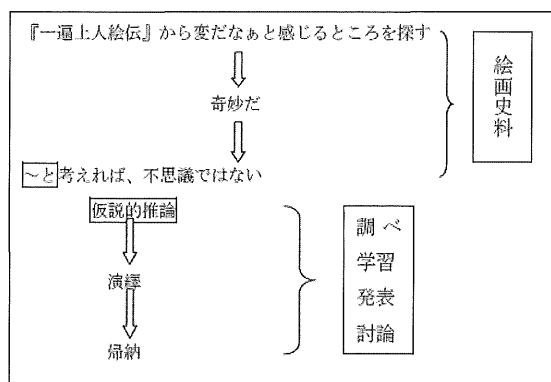 『一遍上人絵伝』から変だなぁと感じるところを探す
奇妙だ
～と考えれば、不思議ではない
絵画史料
仮説的推論
演繹
帰納
調べ
学習
発表
討論